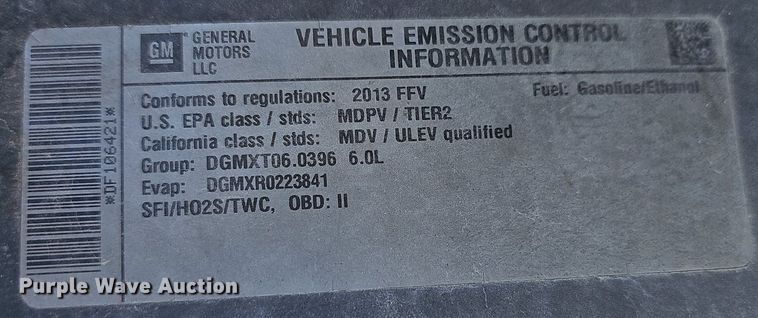 GM
GENERAL
MOTORS
LLC
VEHICLE EMISSION CONTROL
INFORMATION
Conforms to regulations: 2013 FFV
Fuel: Gasoline/Ethanol
U.S. EPA class / stds: MDPV / TIER2
California class / stds: MDV / ULEV qualified
Group: DGMXT06.0396 6.0L
Evap: DGMXR0223841
SFI/HO2S/TWC, OBD: II
*DF106421*
Purple Wave Auction